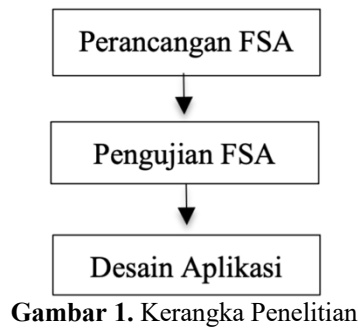 Perancangan FSA
Pengujian FSA
Desain Aplikasi
Gambar 1. Kerangka Penelitian